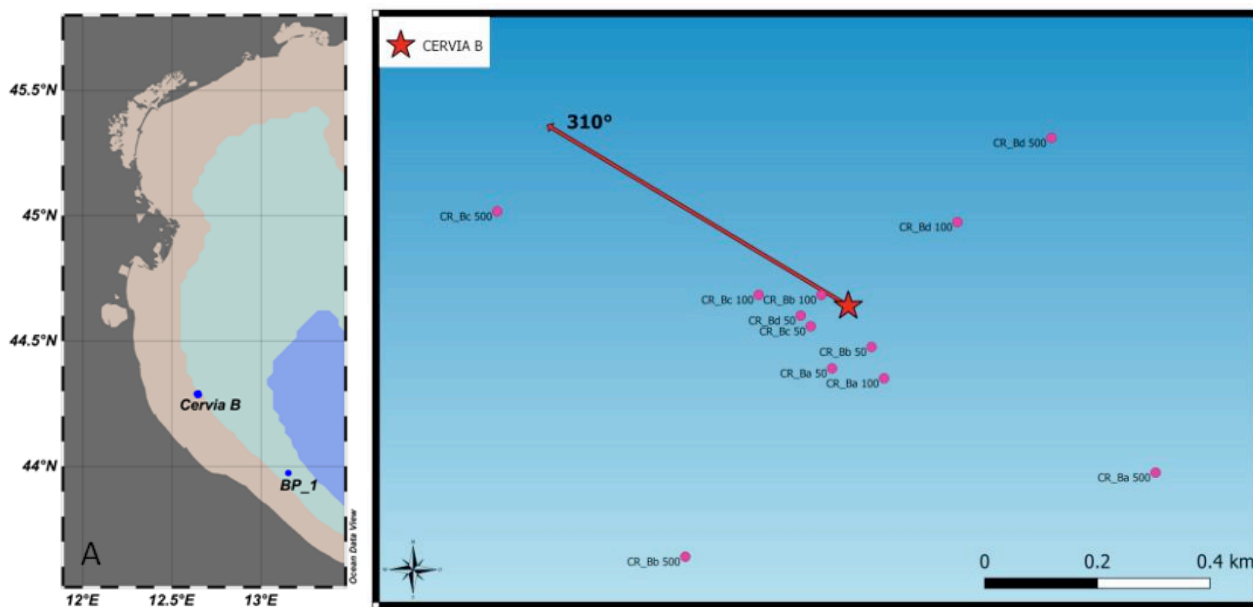 45.5°N
45°N
44.5°N
44°N
12°E
12.5°E
13°E
Cervia B
BP_1
A
Ocean Data View
CERVIA B
310°
CR_Bd 500
CR_Bc 500
CR_Bd 100
CR_Bc 100
CR_Bb 100
CR_Bd 50
CR_Bc 50
CR_Bb 50
CR_Ba 50
CR_Ba 100
CR_Ba 500
CR_Bb 500
0
0.2
0.4 km